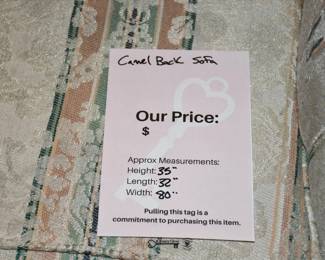 Camel Back Sofa
Our Price:
$
Approx Measurements:
Height: 35"
Length: 32"
Width: 80"
Pulling this tag is a
commitment to purchasing this item.